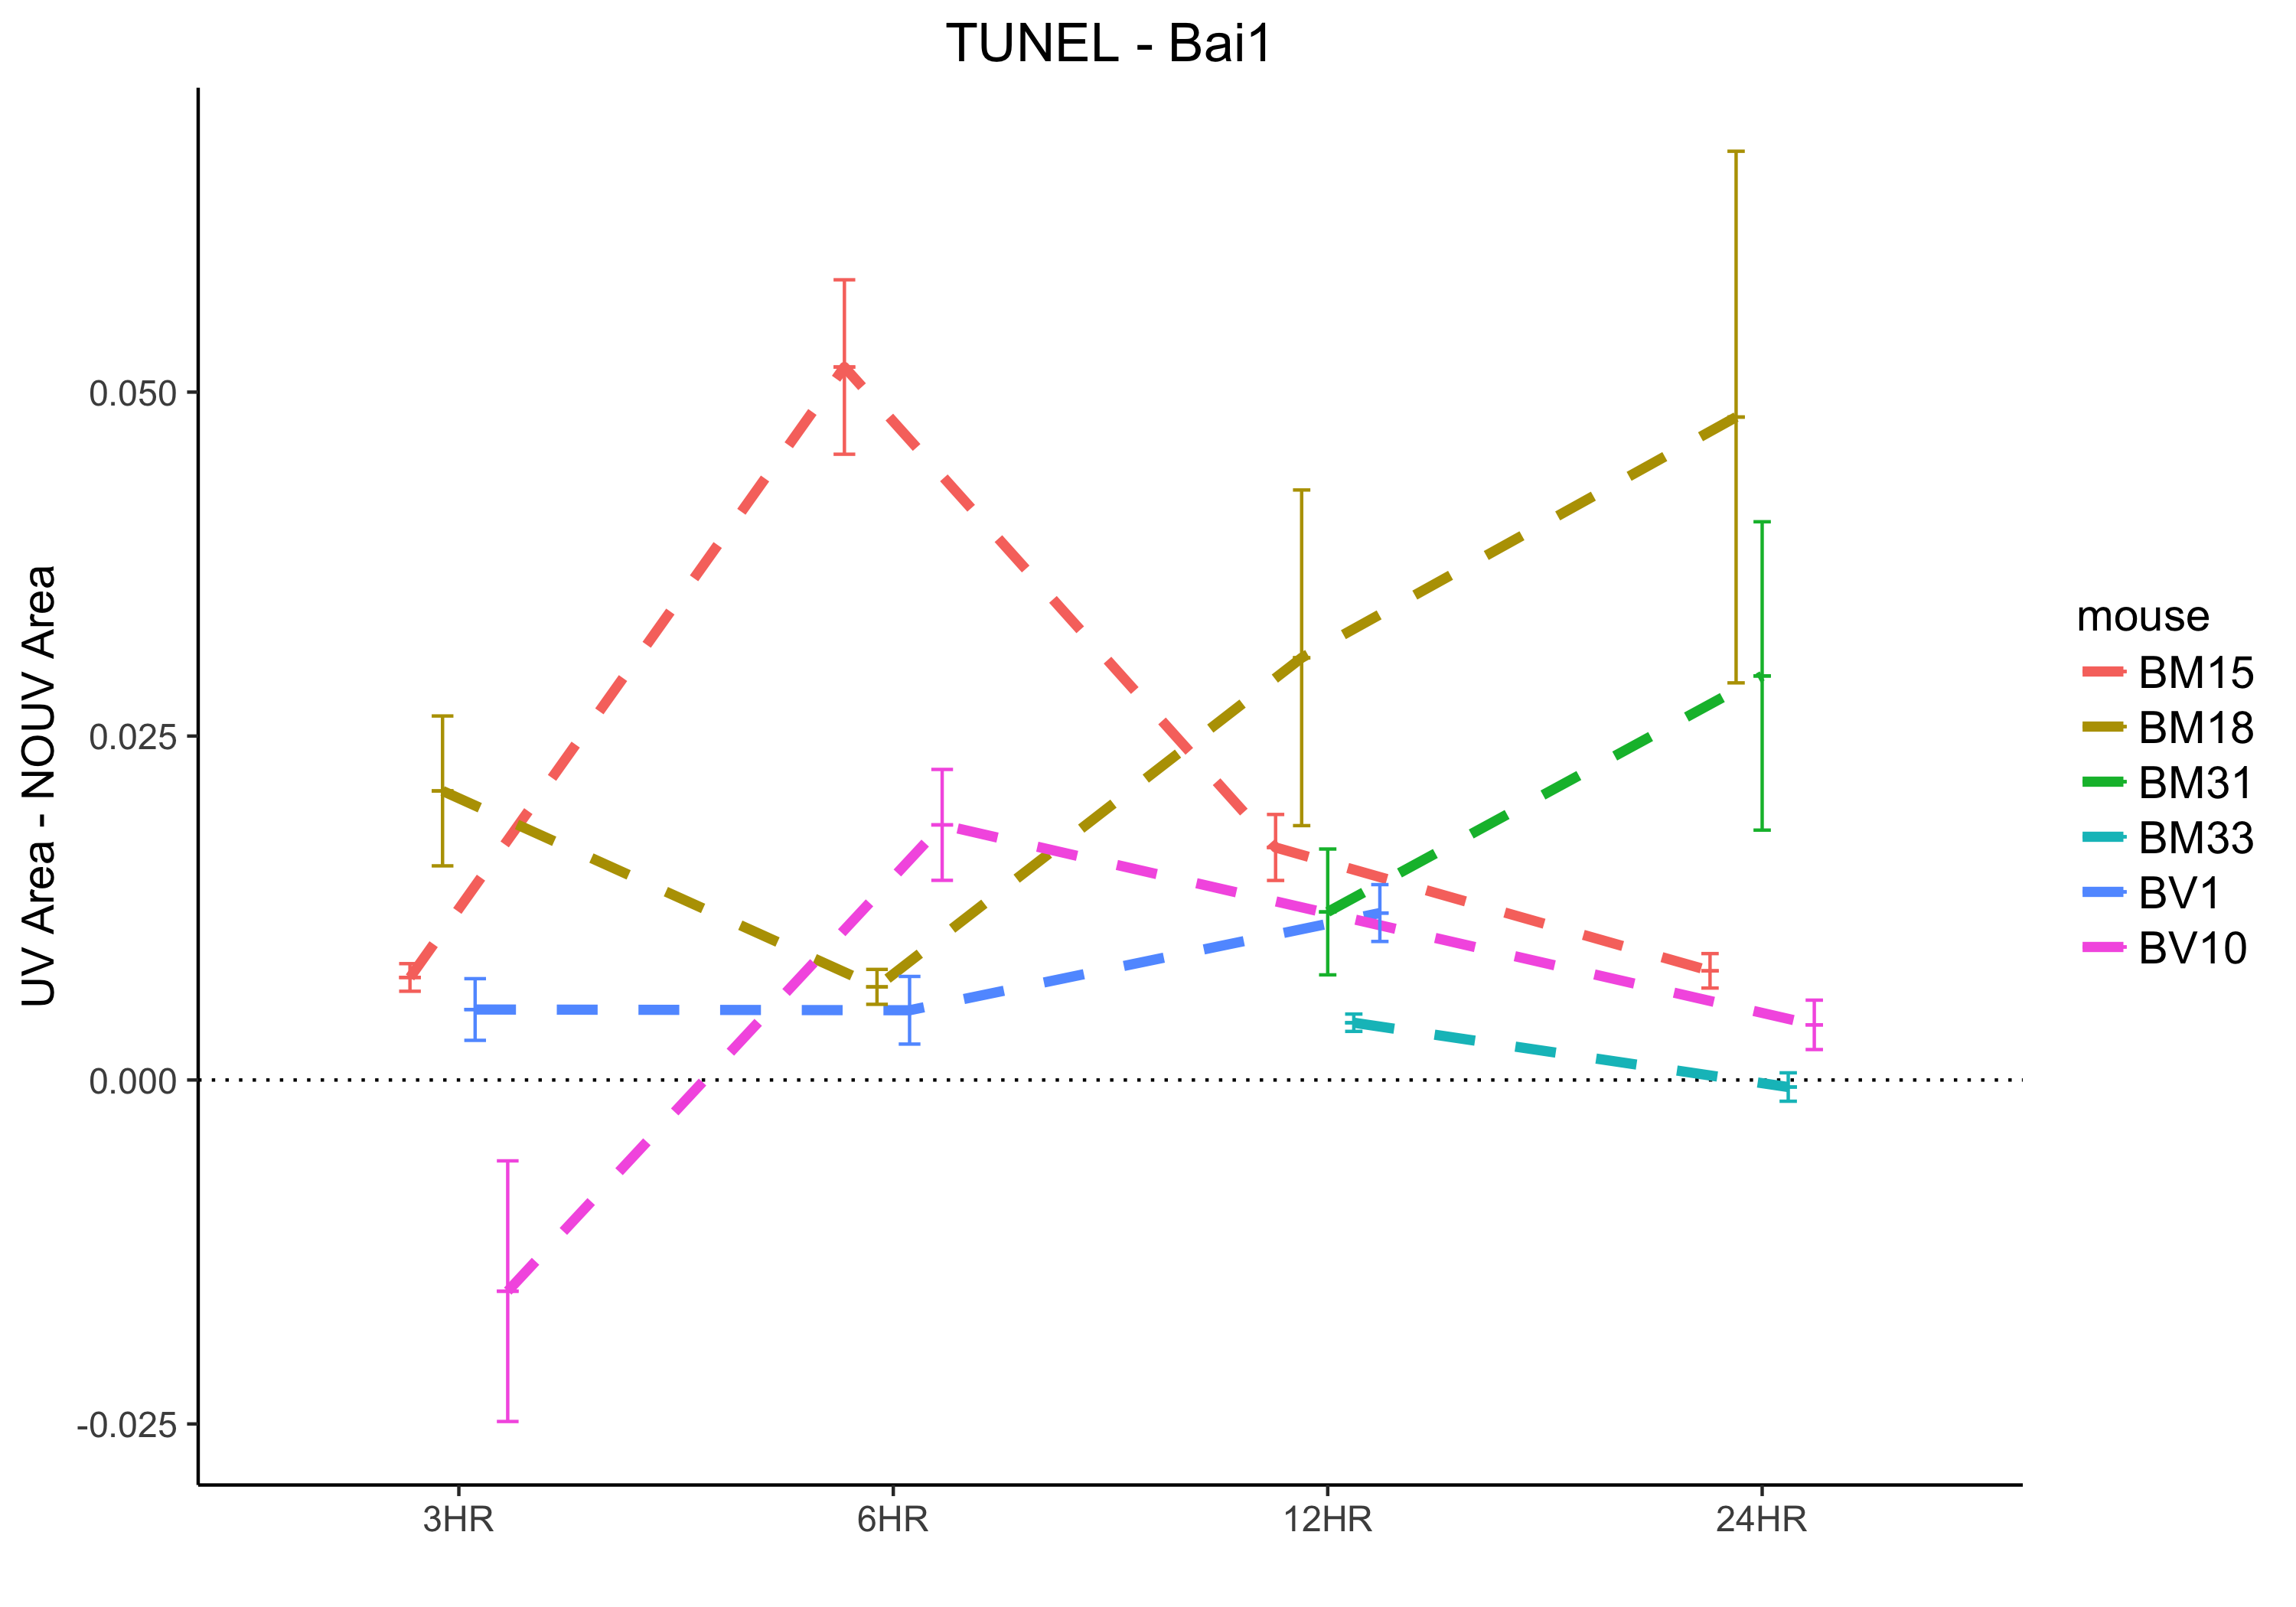 TUNEL - Bai1
UV Area - NOUV Area
0.050
0.025
0.000
-0.025
3HR
6HR
12HR
24HR
mouse
BM15
BM18
BM31
BM33
BV1
BV10